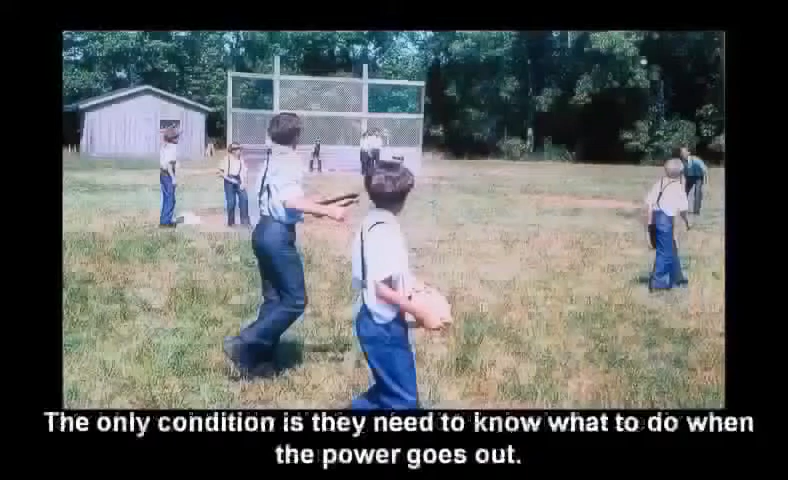 The only condition is they need to know what to do when
the power goes out.